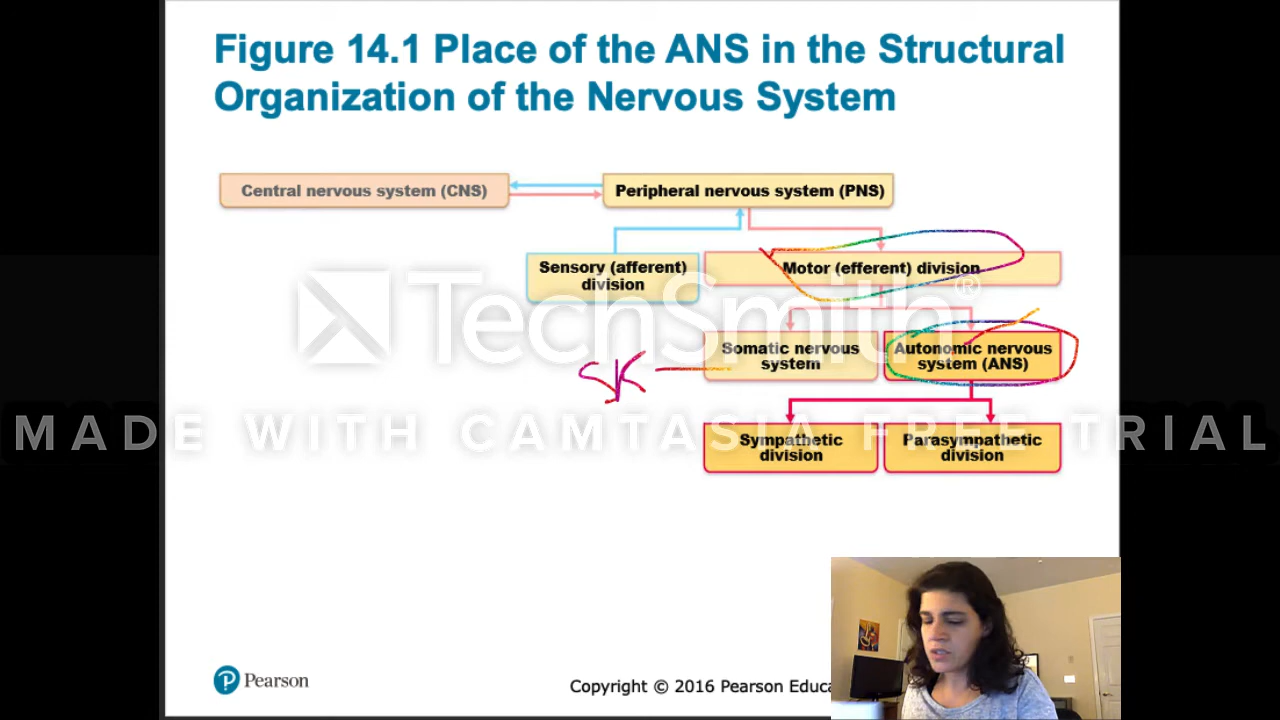 Figure 14.1 Place of the ANS in the Structural
Organization of the Nervous System
Central nervous system (CNS)
Peripheral nervous system (PNS)
Sensory (afferent)
division
Motor (efferent) division
TechSmith®
Somatic nervous
system
Autonomic nervous
system (ANS)
SK
MADE WITH CAMTASIA FREE TRIAL
Sympathetic
division
Parasympathetic
division
Pearson
Copyright © 2016 Pearson Educa